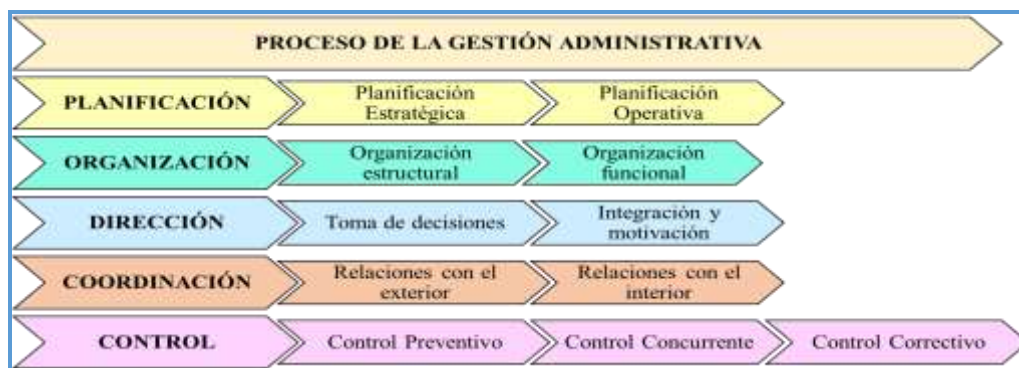 PROCESO DE LA GESTIÓN ADMINISTRATIVA
PLANIFICACIÓN
Planificación
Estratégica
Planificación
Operativa
ORGANIZACIÓN
Organización
estructural
Organización
funcional
DIRECCIÓN
Toma de decisiones
Integración y
motivación
COORDINACIÓN
Relaciones con el
exterior
Relaciones con el
interior
CONTROL
Control Preventivo
Control Concurrente
Control Correctivo